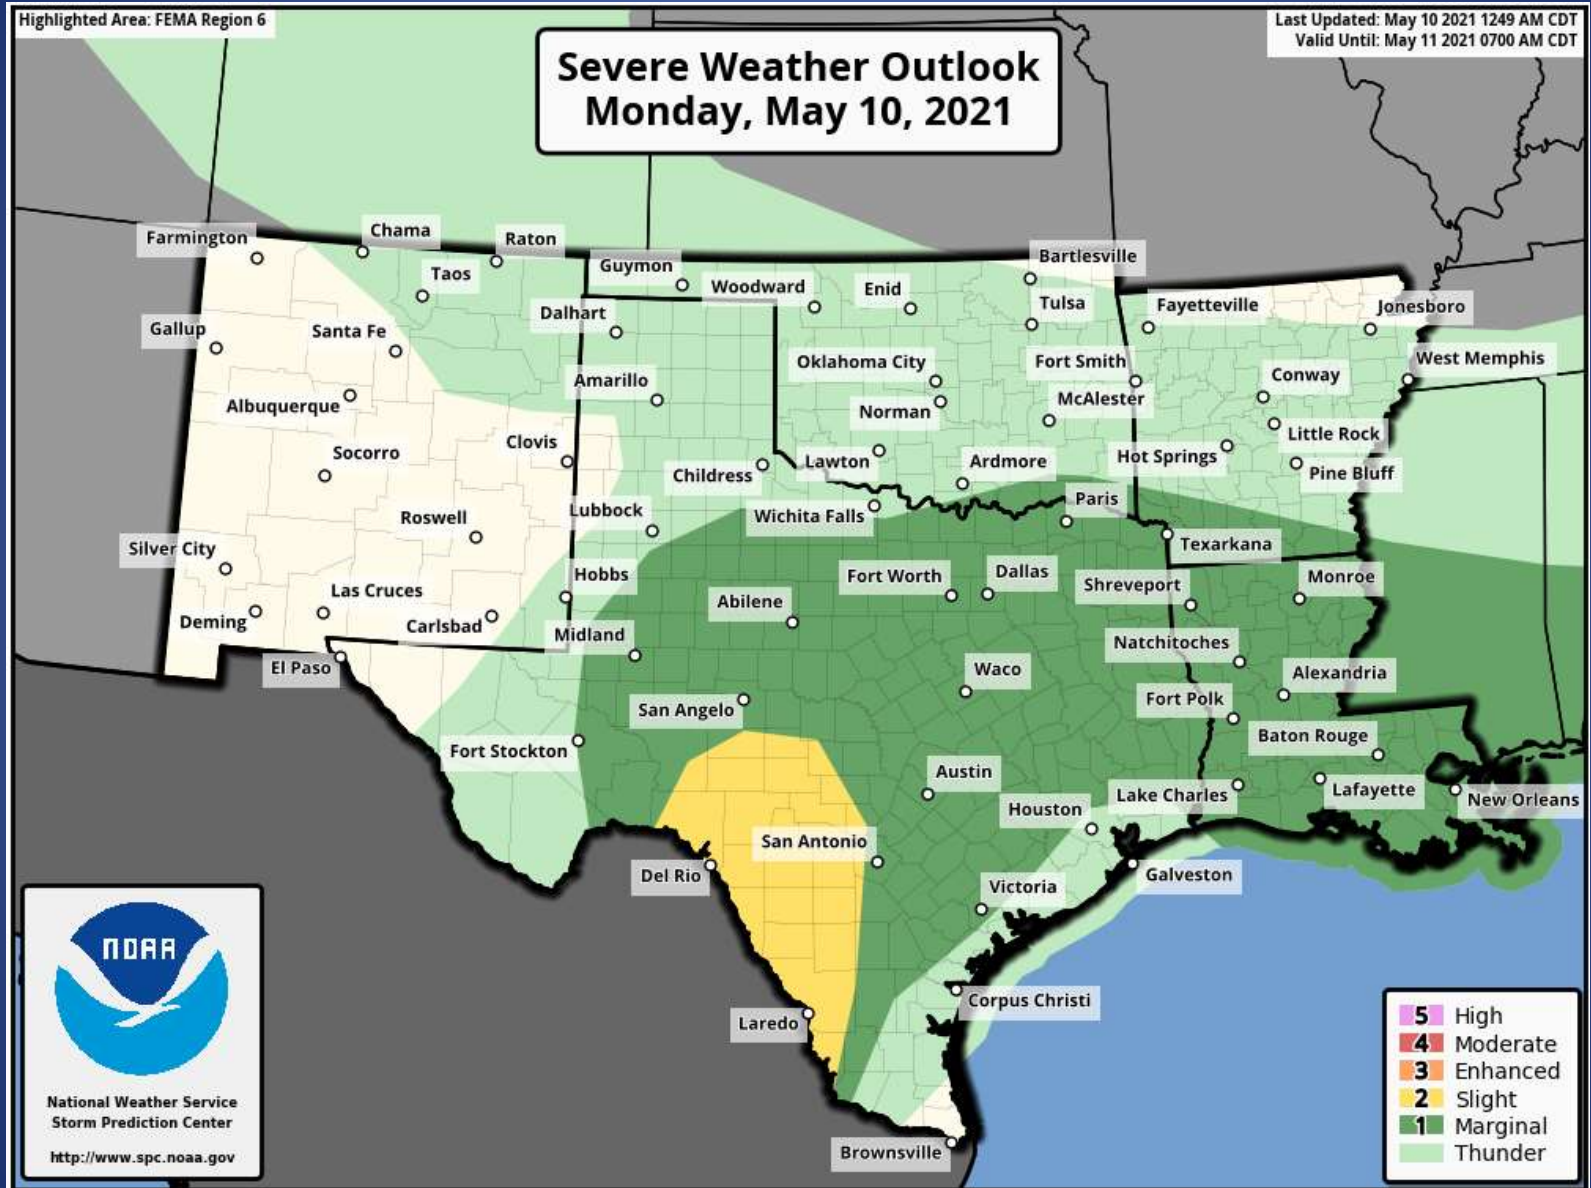 Highlighted Area: FEMA Region 6
Last Updated: May 10 2021 1249 AM CDT
Valid Until: May 11 2021 0700 AM CDT
Severe Weather Outlook
Monday, May 10, 2021
Farmington
Chama
Raton
Taos
Guymon
Woodward
Enid
Bartlesville
Tulsa
Fayetteville
Jonesboro
Gallup
Santa Fe
Dalhart
Oklahoma City
Fort Smith
West Memphis
Albuquerque
Amarillo
Norman
McAlester
Conway
Socorro
Clovis
Childress
Lawton
Ardmore
Hot Springs
Little Rock
Pine Bluff
Roswell
Lubbock
Wichita Falls
Paris
Texarkana
Silver City
Las Cruces
Hobbs
Fort Worth
Dallas
Shreveport
Monroe
Deming
Carlsbad
Midland
Abilene
Natchitoches
El Paso
Waco
Alexandria
San Angelo
Fort Polk
Fort Stockton
Baton Rouge
Austin
Houston
Lake Charles
Lafayette
New Orleans
San Antonio
Del Rio
Galveston
Victoria
Laredo
Corpus Christi
Brownsville
NOAA
National Weather Service
Storm Prediction Center
http://www.spc.noaa.gov
5 High
4 Moderate
3 Enhanced
2 Slight
1 Marginal
Thunder